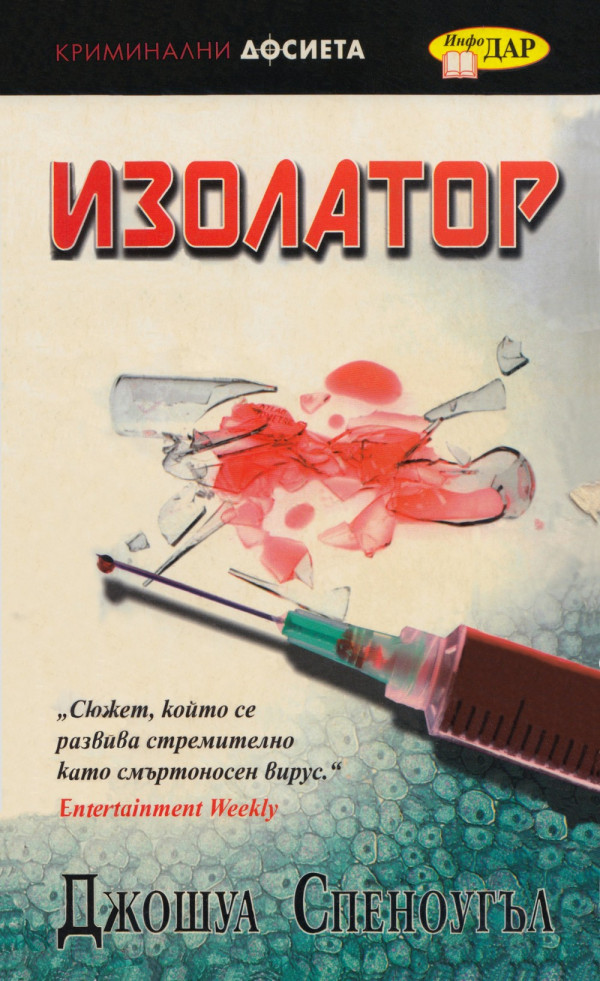 КРИМИНАЛНИ ДОСИЕТА
Инфо
ДАР
ИЗОЛАТОР
„Сюжет, който се
развива стремително
като смъртоносен вирус.“
Entertainment Weekly
Джошуа Спеноугъл